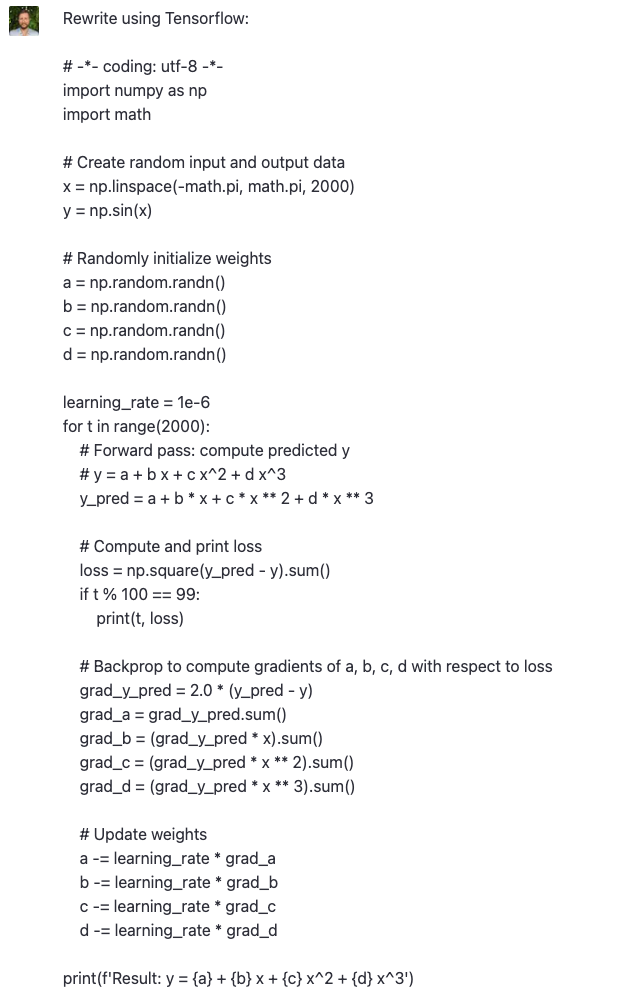 Rewrite using Tensorflow:
# -*- coding: utf-8 -*-
import numpy as np
import math
# Create random input and output data
x = np.linspace(-math.pi, math.pi, 2000)
y = np.sin(x)
# Randomly initialize weights
a = np.random.randn()
b = np.random.randn()
c = np.random.randn()
d = np.random.randn()
learning_rate = 1e-6
for t in range(2000):
    # Forward pass: compute predicted y
    # y = a + b x + c x^2 + d x^3
    y_pred = a + b * x + c * x ** 2 + d * x ** 3
    # Compute and print loss
    loss = np.square(y_pred - y).sum()
    if t % 100 == 99:
        print(t, loss)
    # Backprop to compute gradients of a, b, c, d with respect to loss
    grad_y_pred = 2.0 * (y_pred - y)
    grad_a = grad_y_pred.sum()
    grad_b = (grad_y_pred * x).sum()
    grad_c = (grad_y_pred * x ** 2).sum()
    grad_d = (grad_y_pred * x ** 3).sum()
    # Update weights
    a -= learning_rate * grad_a
    b -= learning_rate * grad_b
    c -= learning_rate * grad_c
    d -= learning_rate * grad_d
print(f'Result: y = {a} + {b} x + {c} x^2 + {d} x^3')